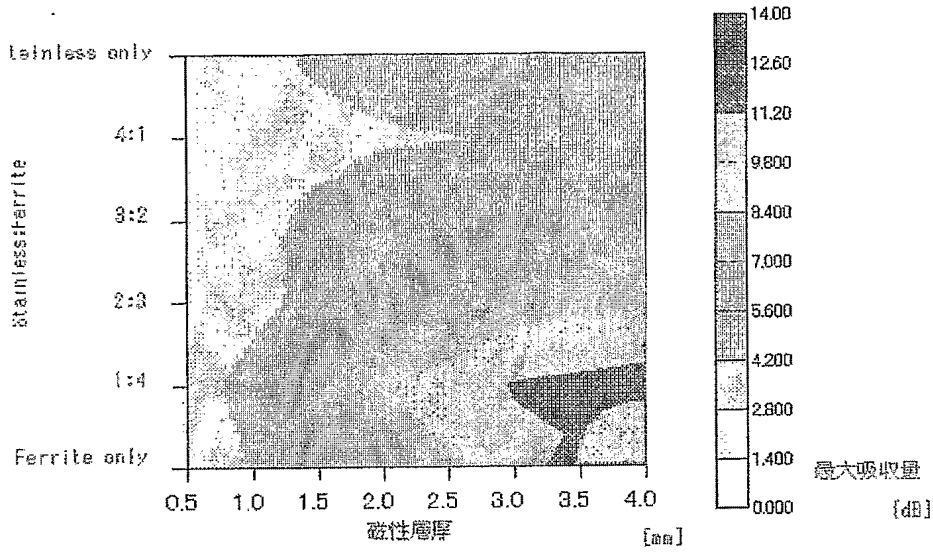 tainless only
4:1
3:2
2:3
1:4
Ferrite only
Stainless:Ferrite
0.5 1.0 1.5 2.0 2.5 3.0 3.5 4.0
磁性層厚
[mm]
14.00
12.60
11.20
9.800
8.400
7.000
5.600
4.200
2.800
1.400
0.000
最大吸収量
[dB]